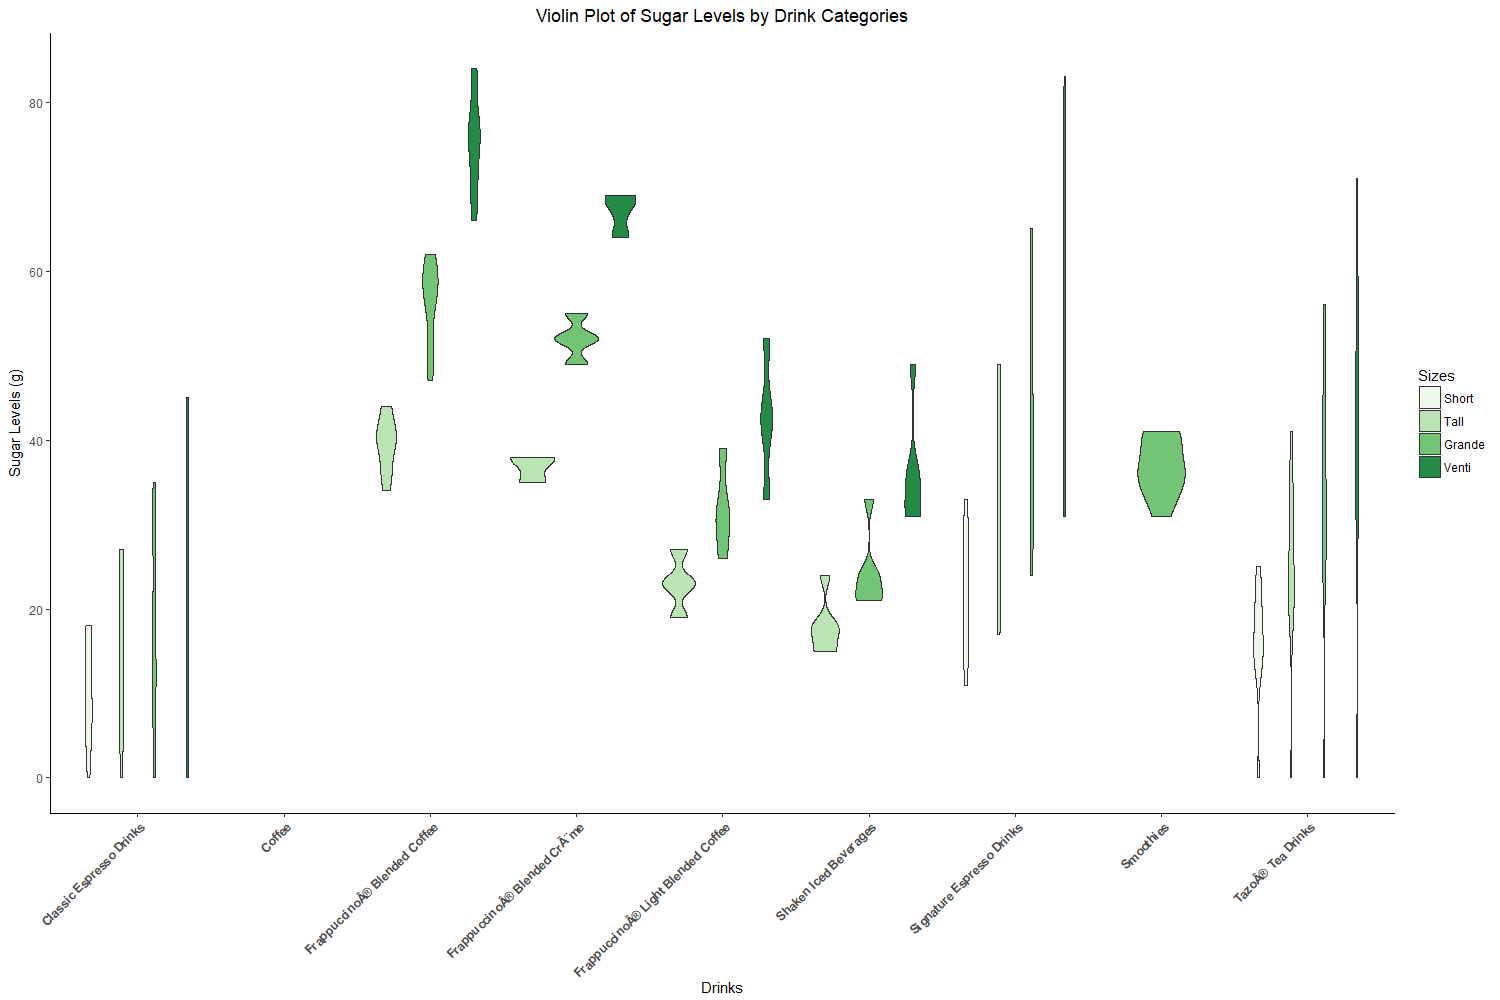 Violin Plot of Sugar Levels by Drink Categories
Sugar Levels (g)
80
60
40
20
0
Classic Espresso Drinks
Coffee
FrappuccinoÂ® Blended Coffee
FrappuccinoÂ® Blended CrÃ¨me
FrappuccinoÂ® Light Blended Coffee
Shaken Iced Beverages
Signature Espresso Drinks
Smoothies
TazoÂ® Tea Drinks
Drinks
Sizes
Short
Tall
Grande
Venti